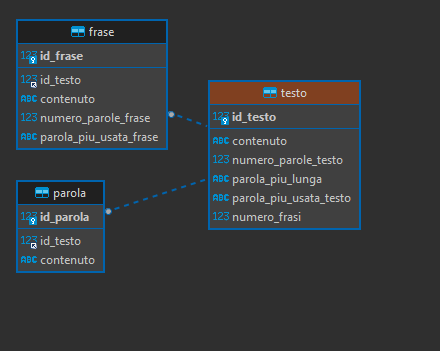 frase
123 id_frase
123 id_testo
ABC contenuto
123 numero_parole_frase
ABC parola_piu_usata_frase
testo
123 id_testo
ABC contenuto
123 numero_parole_testo
ABC parola_piu_lunga
ABC parola_piu_usata_testo
123 numero_frasi
parola
123 id_parola
123 id_testo
ABC contenuto